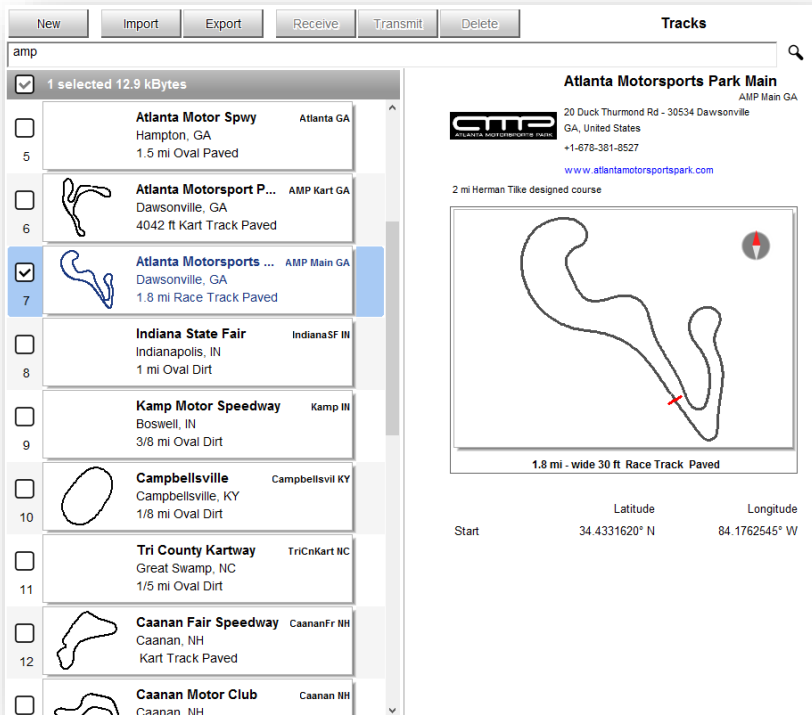 New Import Export Receive Transmit Delete Tracks
amp
1 selected 12.9 kBytes
Atlanta Motor Spwy Atlanta GA
Hampton, GA
5 1.5 mi Oval Paved
Atlanta Motorsport P... AMP Kart GA
Dawsonville, GA
6 4042 ft Kart Track Paved
Atlanta Motorsports ... AMP Main GA
Dawsonville, GA
7 1.8 mi Race Track Paved
Indiana State Fair IndianaSF IN
Indianapolis, IN
8 1 mi Oval Dirt
Kamp Motor Speedway Kamp IN
Boswell, IN
9 3/8 mi Oval Dirt
Campbellsville Campbellsvil KY
Campbellsville, KY
10 1/8 mi Oval Dirt
Tri County Kartway TriCnKart NC
Great Swamp, NC
11 1/5 mi Oval Dirt
Caanan Fair Speedway CaananFr NH
Caanan, NH
12 Kart Track Paved
Caanan Motor Club Caanan NH
Caanan, NH
Atlanta Motorsports Park Main
AMP Main GA
amp
ATLANTA MOTORSPORTS PARK
20 Duck Thurmond Rd - 30534 Dawsonville
GA, United States
+1-678-381-8527
www.atlantamotorsportspark.com
2 mi Herman Tilke designed course
1.8 mi - wide 30 ft Race Track Paved
Latitude Longitude
Start 34.4331620° N 84.1762545° W